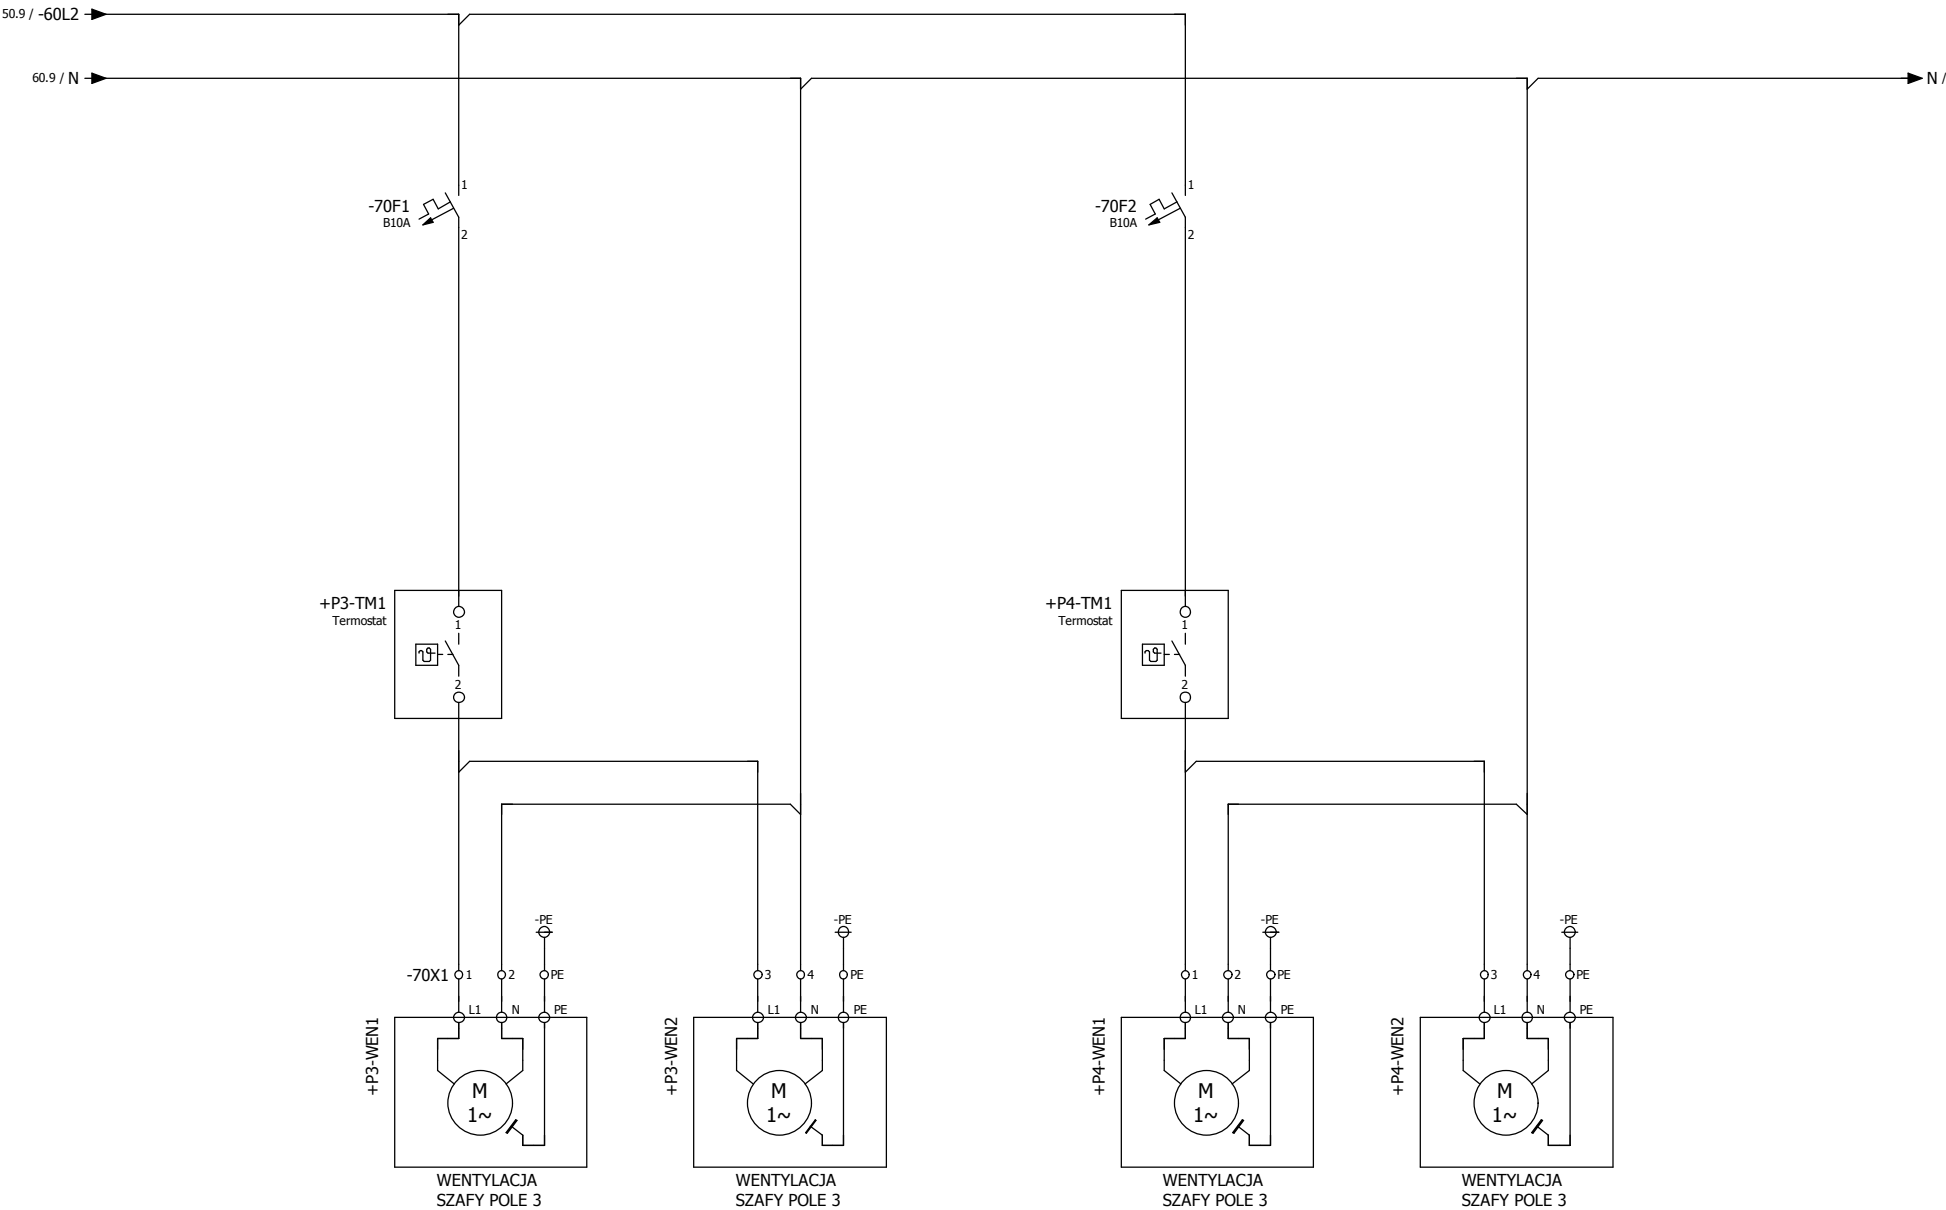 50.9 / -60L2
60.9 / N
N /
1
-70F1
B10A
2
1
-70F2
B10A
2
+P3-TM1
Termostat
1
ϑ
2
+P4-TM1
Termostat
1
ϑ
2
-PE
-PE
-PE
-PE
-70X1 1 2 PE
3 4 PE
1 2 PE
3 4 PE
L1 N PE
L1 N PE
L1 N PE
L1 N PE
+P3-WEN1
M
1~
+P3-WEN2
M
1~
+P4-WEN1
M
1~
+P4-WEN2
M
1~
WENTYLACJA
SZAFY POLE 3
WENTYLACJA
SZAFY POLE 3
WENTYLACJA
SZAFY POLE 3
WENTYLACJA
SZAFY POLE 3